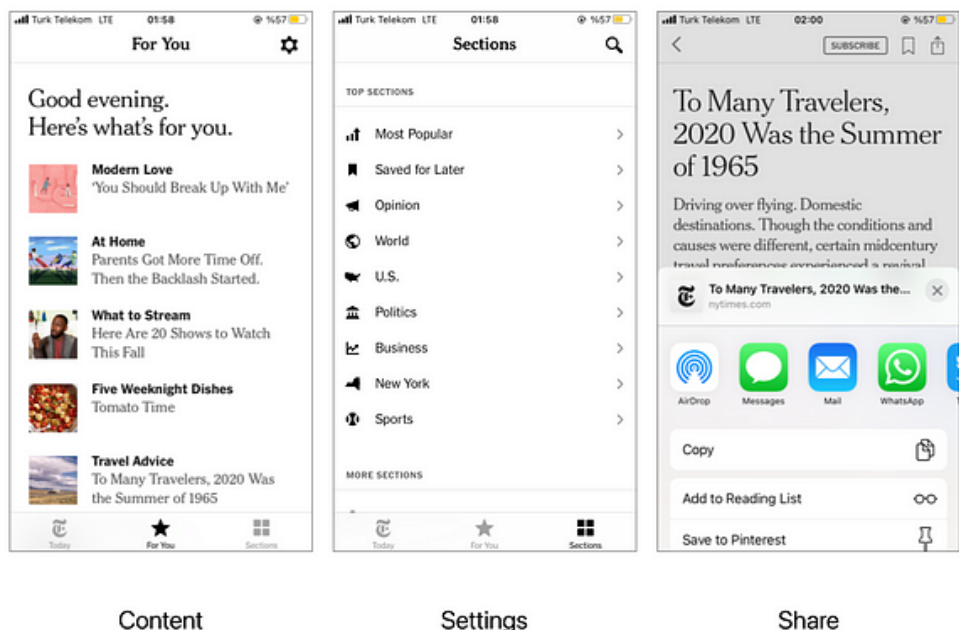 Turk Telekom LTE 01:58 %57
For You
Good evening.
Here's what's for you.
Modern Love
'You Should Break Up With Me'
At Home
Parents Got More Time Off.
Then the Backlash Started.
What to Stream
Here Are 20 Shows to Watch
This Fall
Five Weeknight Dishes
Tomato Time
Travel Advice
To Many Travelers, 2020 Was
the Summer of 1965
Today For You Sections
Content
Turk Telekom LTE 01:58 %57
Sections
TOP SECTIONS
Most Popular
Saved for Later
Opinion
World
U.S.
Politics
Business
New York
Sports
MORE SECTIONS
Today For You Sections
Settings
Turk Telekom LTE 02:00 %57
SUBSCRIBE
To Many Travelers,
2020 Was the Summer
of 1965
Driving over flying. Domestic
destinations. Though the conditions and
causes were different, certain midcentury
travel preferences experienced a revival
To Many Travelers, 2020 Was the...
nytimes.com
AirDrop Messages Mail WhatsApp
Copy
Add to Reading List
Save to Pinterest
Share